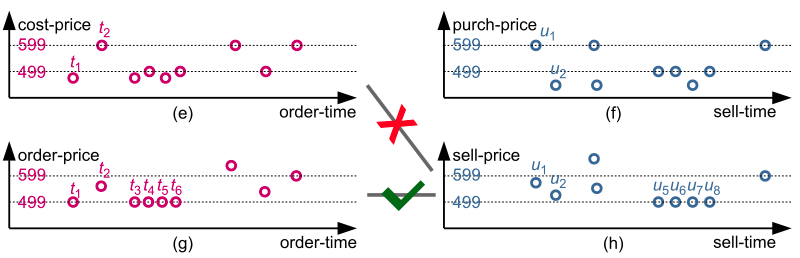 cost-price
t2
599
t1
499
order-time
(e)
purch-price
599
u1
499
u2
sell-time
(f)
order-price
599
t2
t1
t3 t4 t5 t6
499
order-time
(g)
sell-price
599
u1
u2
u5 u6 u7 u8
499
sell-time
(h)